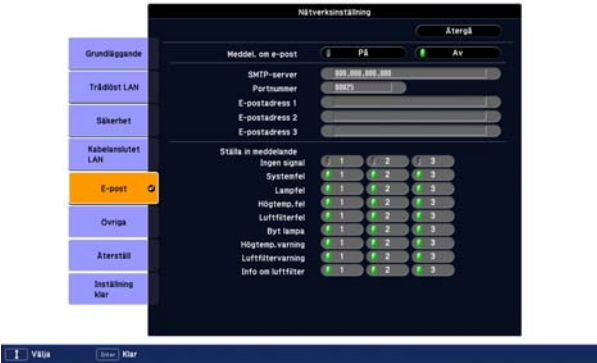 Nätverksinställning
Återgå
Grundläggande
Trådlöst LAN
Säkerhet
Kabelanslutet
LAN
E-post
Övriga
Återställ
Inställning
klar
Meddel. om e-post På Av
SMTP-server 000.000.000.000
Portnummer 00025
E-postadress 1
E-postadress 2
E-postadress 3
Ställa in meddelande
Ingen signal 1 2 3
Systemfel 1 2 3
Lampfel 1 2 3
Högtemp.fel 1 2 3
Luftfilterfel 1 2 3
Byt lampa 1 2 3
Högtemp.varning 1 2 3
Luftfiltervarning 1 2 3
Info om luftfilter 1 2 3
Välja Enter Klar